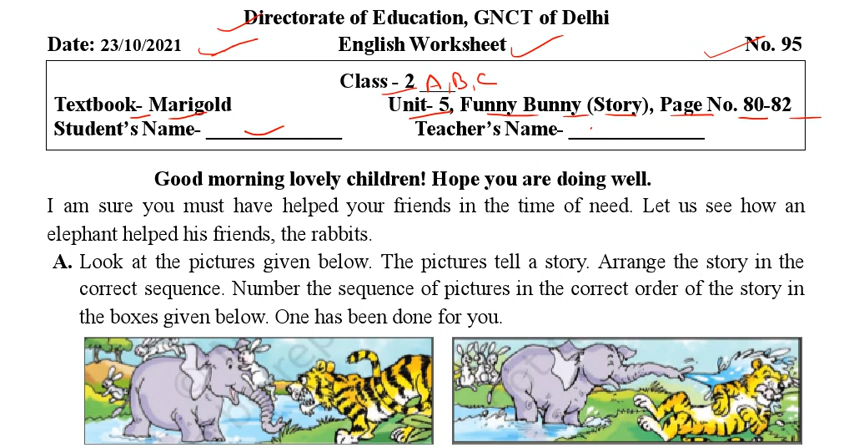 Directorate of Education, GNCT of Delhi
Date: 23/10/2021 English Worksheet No. 95
Class - 2 A, B, C
Textbook- Marigold Unit- 5, Funny Bunny (Story), Page No. 80-82
Student's Name- ____________ Teacher's Name- ____________
Good morning lovely children! Hope you are doing well.
I am sure you must have helped your friends in the time of need. Let us see how an
elephant helped his friends, the rabbits.
A. Look at the pictures given below. The pictures tell a story. Arrange the story in the
correct sequence. Number the sequence of pictures in the correct order of the story in
the boxes given below. One has been done for you.